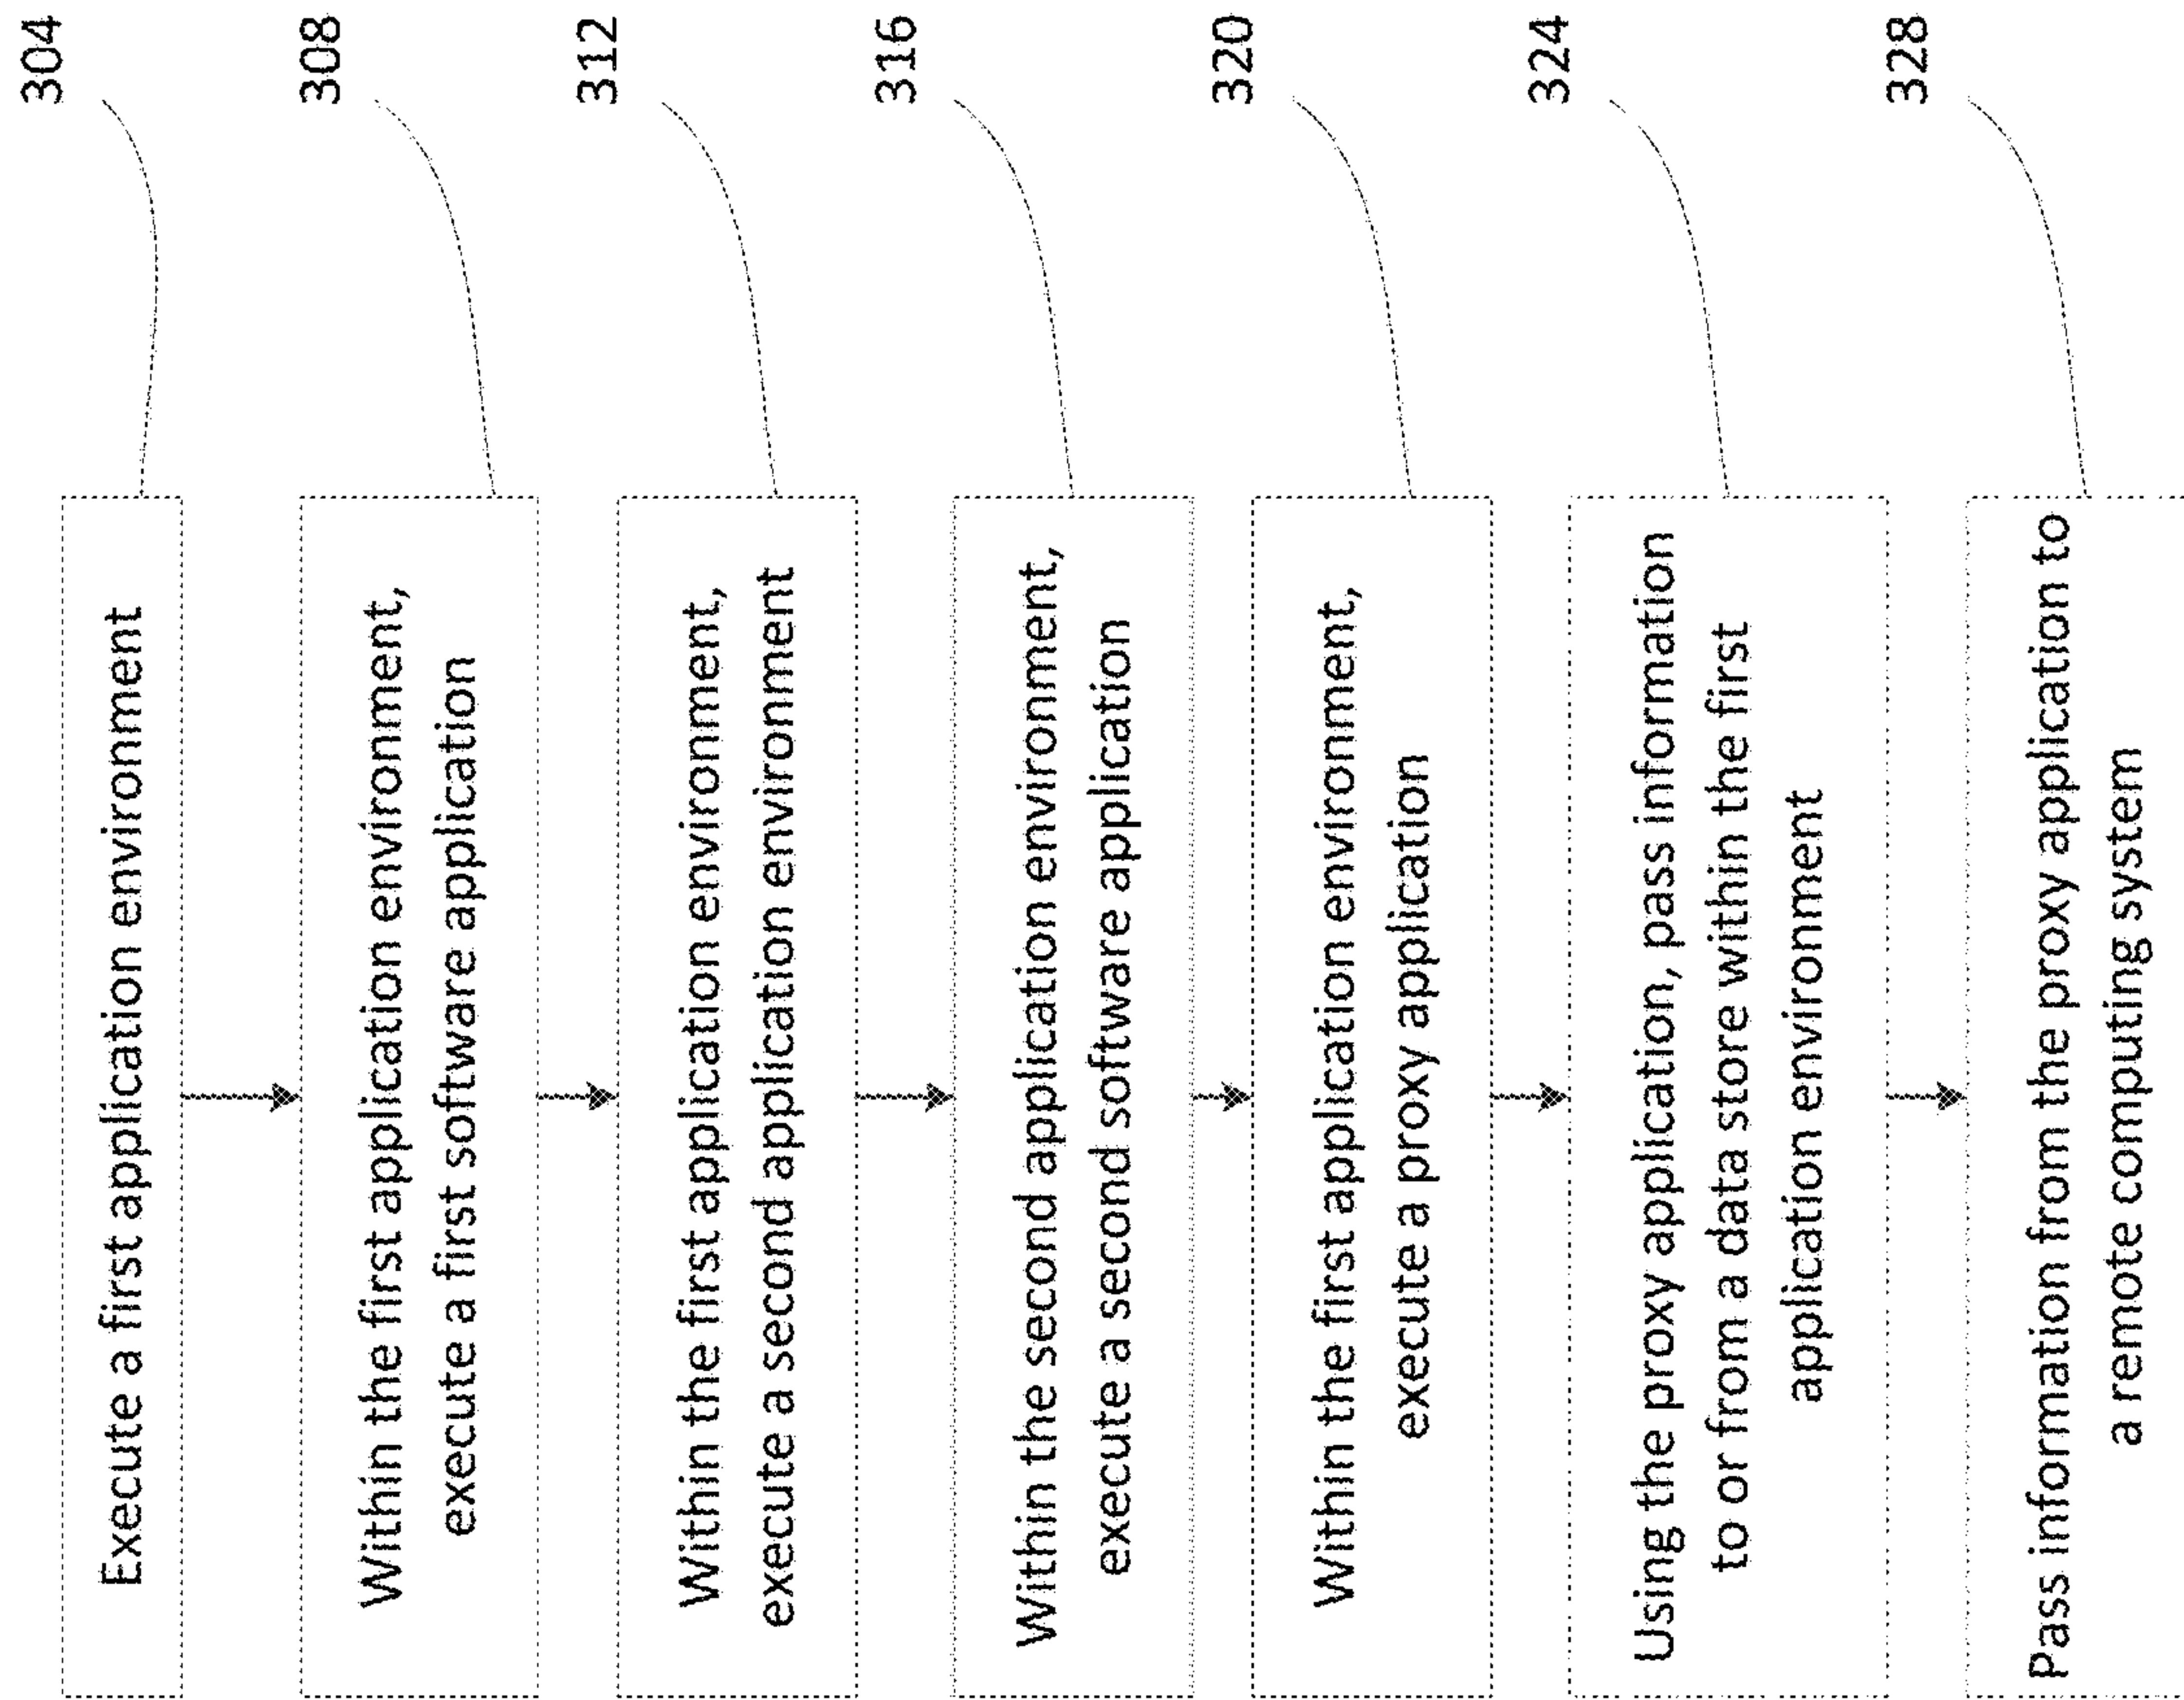 304
Execute a first application environment
308
Within the first application environment,
execute a first software application
312
Within the first application environment,
execute a second application environment
316
Within the second application environment,
execute a second software application
320
Within the first application environment,
execute a proxy application
324
Using the proxy application, pass information
to or from a data store within the first
application environment
328
Pass information from the proxy application to
a remote computing system